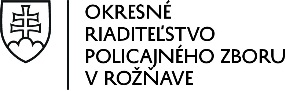 OKRESNÉ
RIADITEĽSTVO
POLICAJNÉHO ZBORU
V ROŽŇAVE